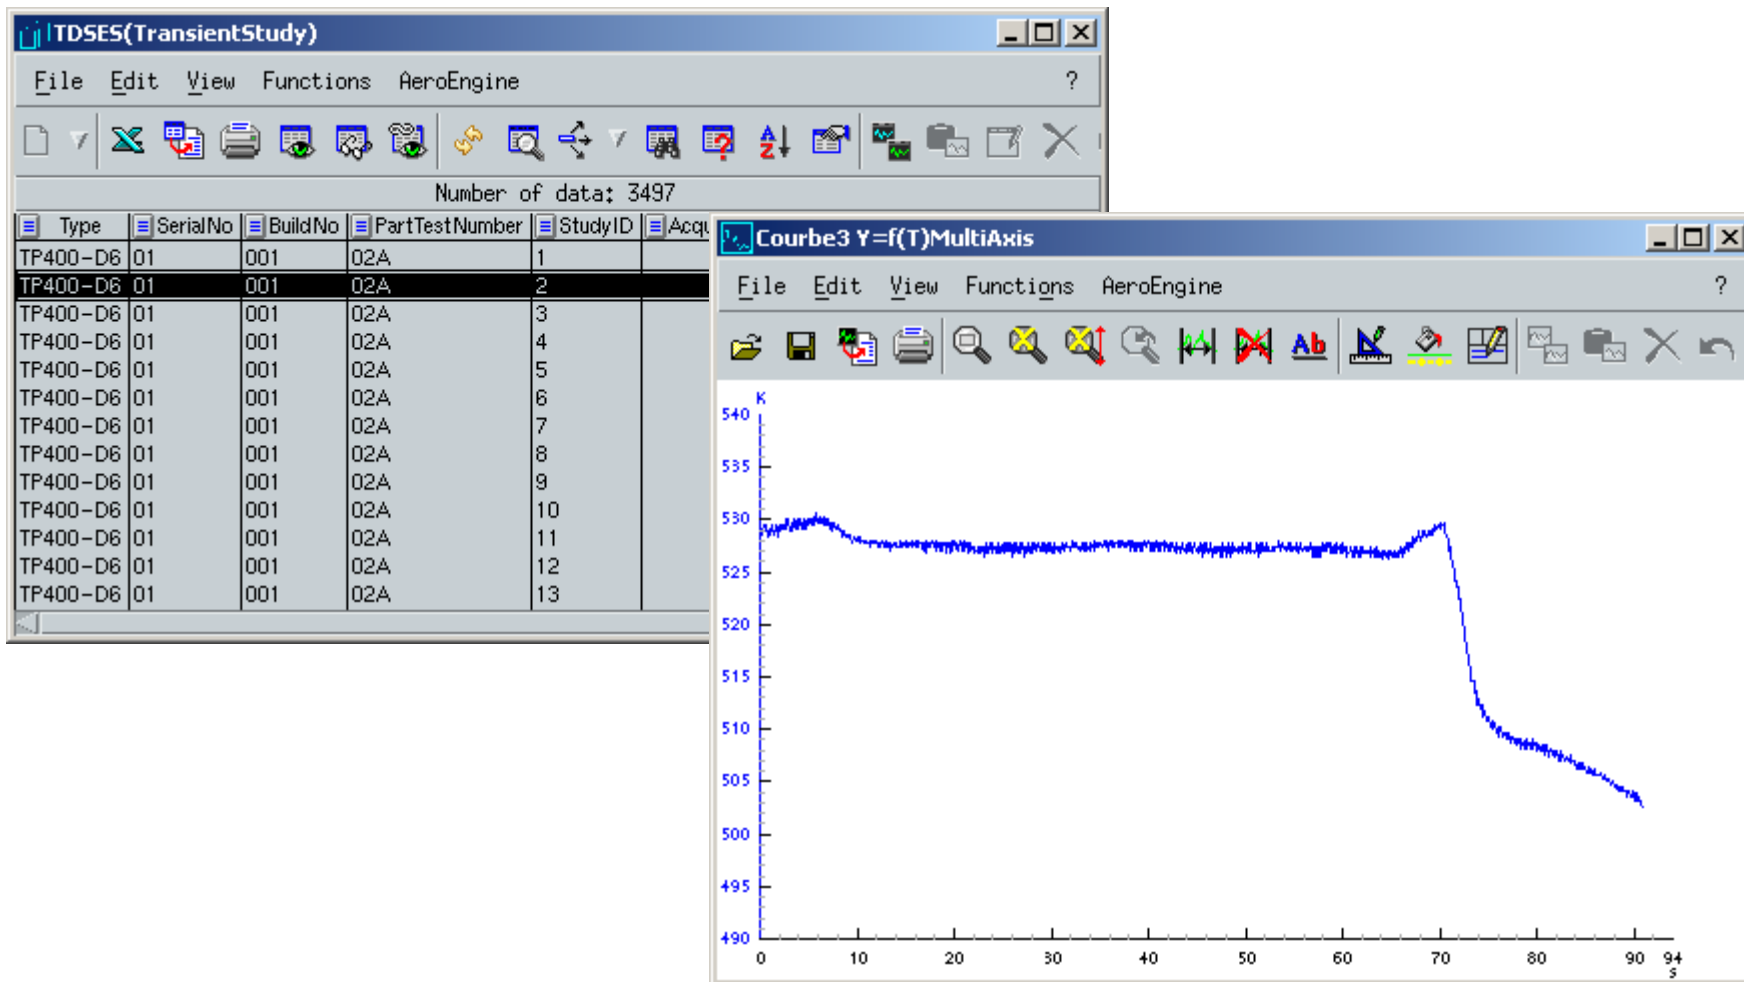 TDSES(TransientStudy)
File Edit View Functions AeroEngine ?
Number of data: 3497
Type SerialNo BuildNo PartTestNumber StudyID Acqu
TP400-D6 01 001 02A 1
TP400-D6 01 001 02A 2
TP400-D6 01 001 02A 3
TP400-D6 01 001 02A 4
TP400-D6 01 001 02A 5
TP400-D6 01 001 02A 6
TP400-D6 01 001 02A 7
TP400-D6 01 001 02A 8
TP400-D6 01 001 02A 9
TP400-D6 01 001 02A 10
TP400-D6 01 001 02A 11
TP400-D6 01 001 02A 12
TP400-D6 01 001 02A 13
Courbe3 Y=f(T)MultiAxis
File Edit View Functions AeroEngine ?
Ab
K
540
535
530
525
520
515
510
505
500
495
490
0 10 20 30 40 50 60 70 80 90 94
s